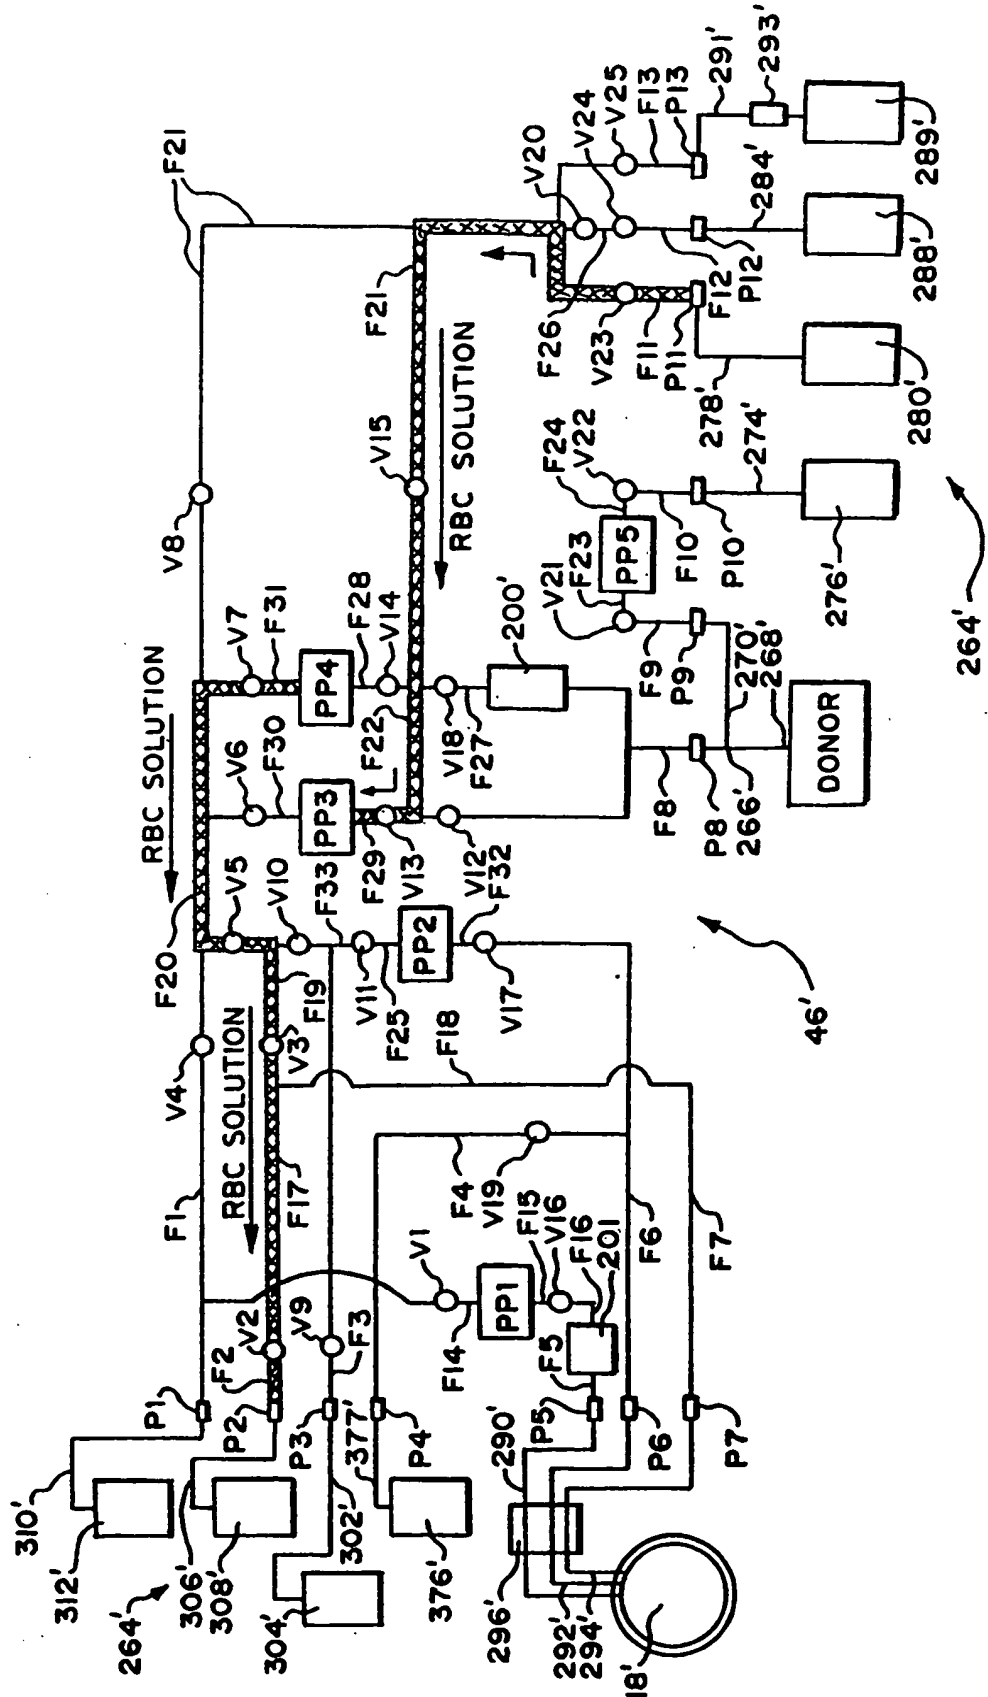 310'
312'
264'
306'
308'
304'
P1
P2
P3
302'
377'
P4
376'
296'
292'
294'
18'
290'
P5
P6
P7
F1
F2
V2
V9
F3
F5
F14
V1
PP1
F15
V16
F16
201
RBC SOLUTION
F17
V4
F4
V19
F6
F7
F18
V3
F19
F20
V5
V10
F33
V11
F25
PP2
F32
V17
46'
RBC SOLUTION
V6
F30
PP3
F29
V13
V12
F22
V7
F31
PP4
F28
V14
V18
F27
200'
F8
P8
266'
DONOR
268'
270'
P9
F9
V21
F23
PP5
F24
V22
F10
P10
274'
276'
264'
V8
V15
RBC SOLUTION
F21
F21
F26
V23
F11
P11
278'
280'
V20
V24
F12
P12
284'
288'
V25
F13
P13
291'
293'
289'